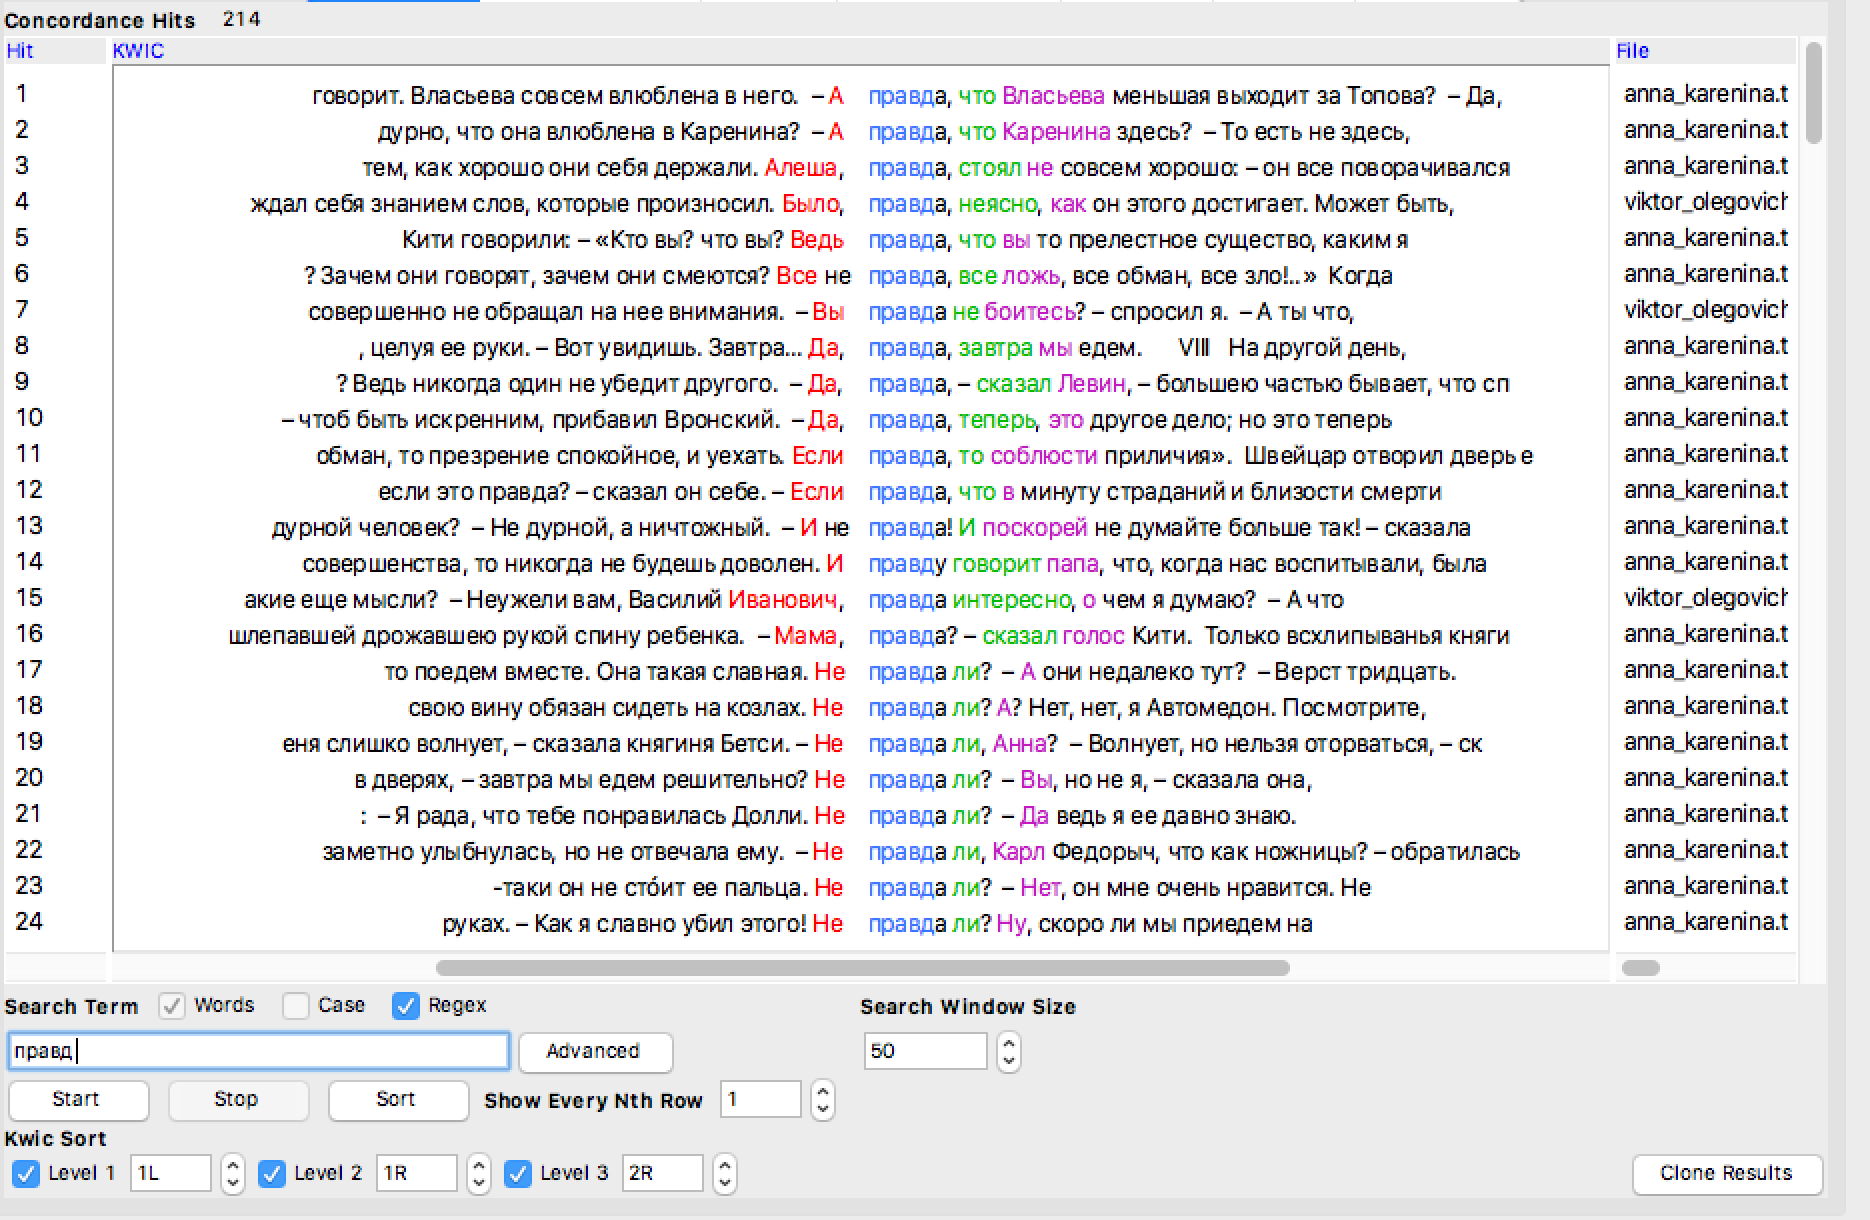 Concordance Hits 214
Hit KWIC File
1 говорит. Власьева совсем влюблена в него. – А правда, что Власьева меньшая выходит за Топова? – Да, anna_karenina.t
2 дурно, что она влюблена в Каренина? – А правда, что Каренина здесь? – То есть не здесь, anna_karenina.t
3 тем, как хорошо они себя держали. Алеша, правда, стоял не совсем хорошо: – он все поворачивался anna_karenina.t
4 ждал себя знанием слов, которые произносил. Было, правда, неясно, как он этого достигает. Может быть, viktor_olegovich
5 Кити говорили: – «Кто вы? что вы? Ведь правда, что вы то прелестное существо, каким я anna_karenina.t
6 ? Зачем они говорят, зачем они смеются? Все не правда, все ложь, все обман, все зло!..» Когда anna_karenina.t
7 совершенно не обращал на нее внимания. – Вы правда не боитесь? – спросил я. – А ты что, viktor_olegovich
8 , целуя ее руки. – Вот увидишь. Завтра... Да, правда, завтра мы едем. VIII На другой день, anna_karenina.t
9 ? Ведь никогда один не убедит другого. – Да, правда, – сказал Левин, – большею частью бывает, что сп anna_karenina.t
10 – чтоб быть искренним, прибавил Вронский. – Да, правда, теперь, это другое дело; но это теперь anna_karenina.t
11 обман, то презрение спокойное, и уехать. Если правда, то соблюсти приличия». Швейцар отворил дверь е anna_karenina.t
12 если это правда? – сказал он себе. – Если правда, что в минуту страданий и близости смерти anna_karenina.t
13 дурной человек? – Не дурной, а ничтожный. – И не правда! И поскорей не думайте больше так! – сказала anna_karenina.t
14 совершенства, то никогда не будешь доволен. И правду говорит папа, что, когда нас воспитывали, была anna_karenina.t
15 акие еще мысли? – Неужели вам, Василий Иванович, правда интересно, о чем я думаю? – А что viktor_olegovich
16 шлепавшей дрожавшею рукой спину ребенка. – Мама, правда? – сказал голос Кити. Только всхлипыванья княги anna_karenina.t
17 то поедем вместе. Она такая славная. Не правда ли? – А они недалеко тут? – Верст тридцать. anna_karenina.t
18 свою вину обязан сидеть на козлах. Не правда ли? А? Нет, нет, я Автомедон. Посмотрите, anna_karenina.t
19 еня слишко волнует, – сказала княгиня Бетси. – Не правда ли, Анна? – Волнует, но нельзя оторваться, – ск anna_karenina.t
20 в дверях, – завтра мы едем решительно? Не правда ли? – Вы, но не я, – сказала она, anna_karenina.t
21 : – Я рада, что тебе понравилась Долли. Не правда ли? – Да ведь я ее давно знаю. anna_karenina.t
22 заметно улыбнулась, но не отвечала ему. – Не правда ли, Карл Федорыч, что как ножницы? – обратилась anna_karenina.t
23 -таки он не сто́ит ее пальца. Не правда ли? – Нет, он мне очень нравится. Не anna_karenina.t
24 руках. – Как я славно убил этого! Не правда ли? Ну, скоро ли мы приедем на anna_karenina.t
Search Term Words Case Regex Search Window Size
правд Advanced 50
Start Stop Sort Show Every Nth Row 1
Kwic Sort
Level 1 1L Level 2 1R Level 3 2R Clone Results